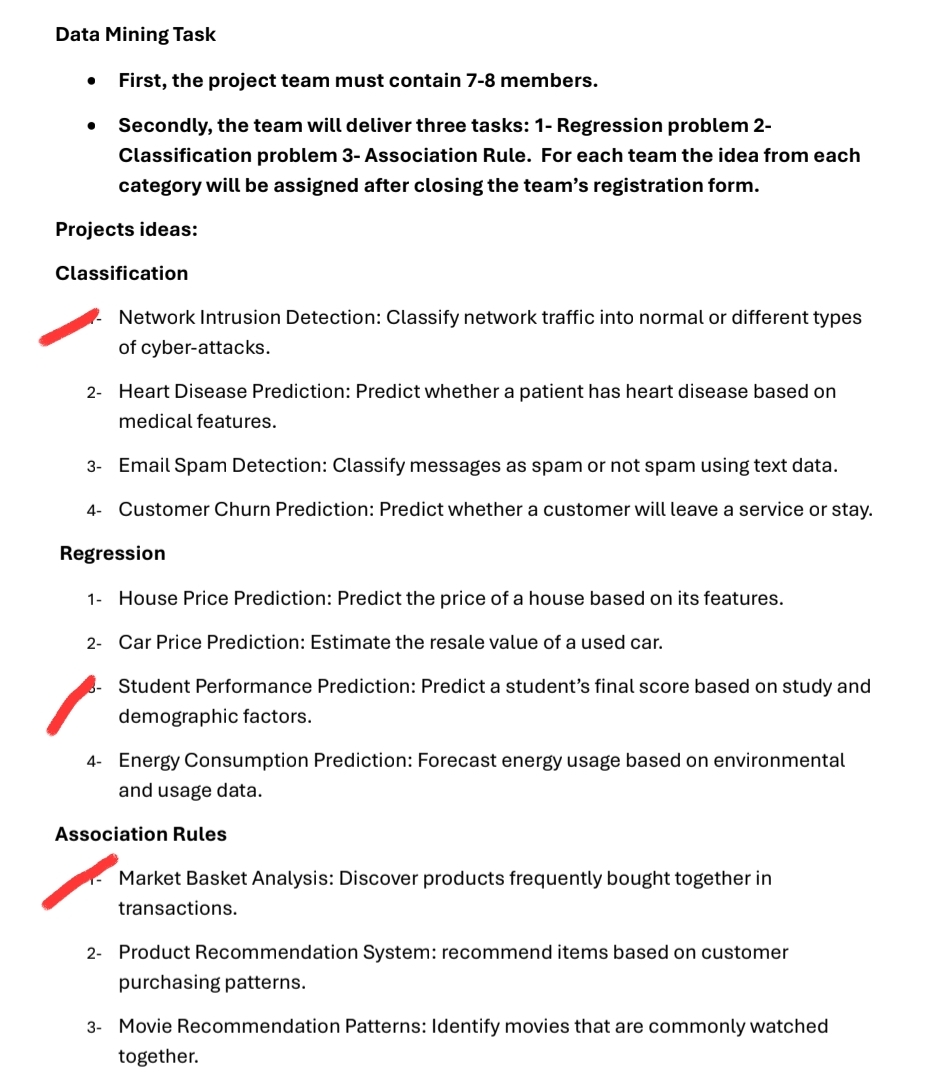 Data Mining Task
• First, the project team must contain 7-8 members.
• Secondly, the team will deliver three tasks: 1- Regression problem 2-
Classification problem 3- Association Rule. For each team the idea from each
category will be assigned after closing the team’s registration form.
Projects ideas:
Classification
Network Intrusion Detection: Classify network traffic into normal or different types
of cyber-attacks.
2- Heart Disease Prediction: Predict whether a patient has heart disease based on
medical features.
3- Email Spam Detection: Classify messages as spam or not spam using text data.
4- Customer Churn Prediction: Predict whether a customer will leave a service or stay.
Regression
1- House Price Prediction: Predict the price of a house based on its features.
2- Car Price Prediction: Estimate the resale value of a used car.
3- Student Performance Prediction: Predict a student’s final score based on study and
demographic factors.
4- Energy Consumption Prediction: Forecast energy usage based on environmental
and usage data.
Association Rules
1- Market Basket Analysis: Discover products frequently bought together in
transactions.
2- Product Recommendation System: recommend items based on customer
purchasing patterns.
3- Movie Recommendation Patterns: Identify movies that are commonly watched
together.